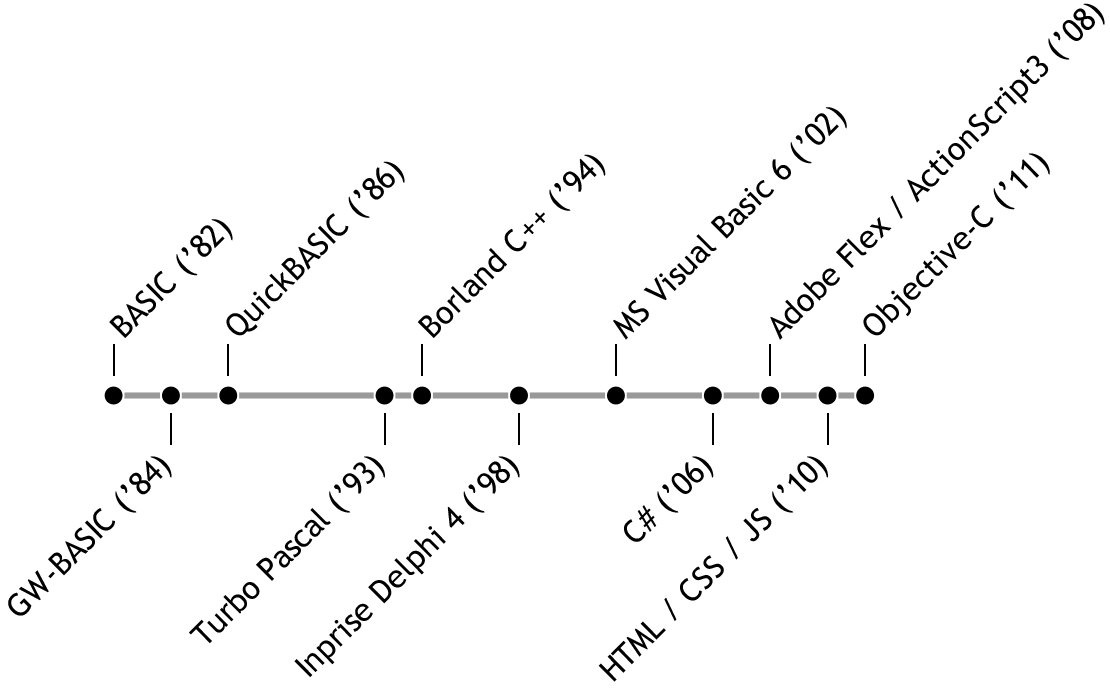 BASIC (’82)
GW-BASIC (’84)
QuickBASIC (’86)
Turbo Pascal (’93)
Borland C++ (’94)
Inprise Delphi 4 (’98)
MS Visual Basic 6 (’02)
C# (’06)
Adobe Flex / ActionScript3 (’08)
HTML / CSS / JS (’10)
Objective-C (’11)